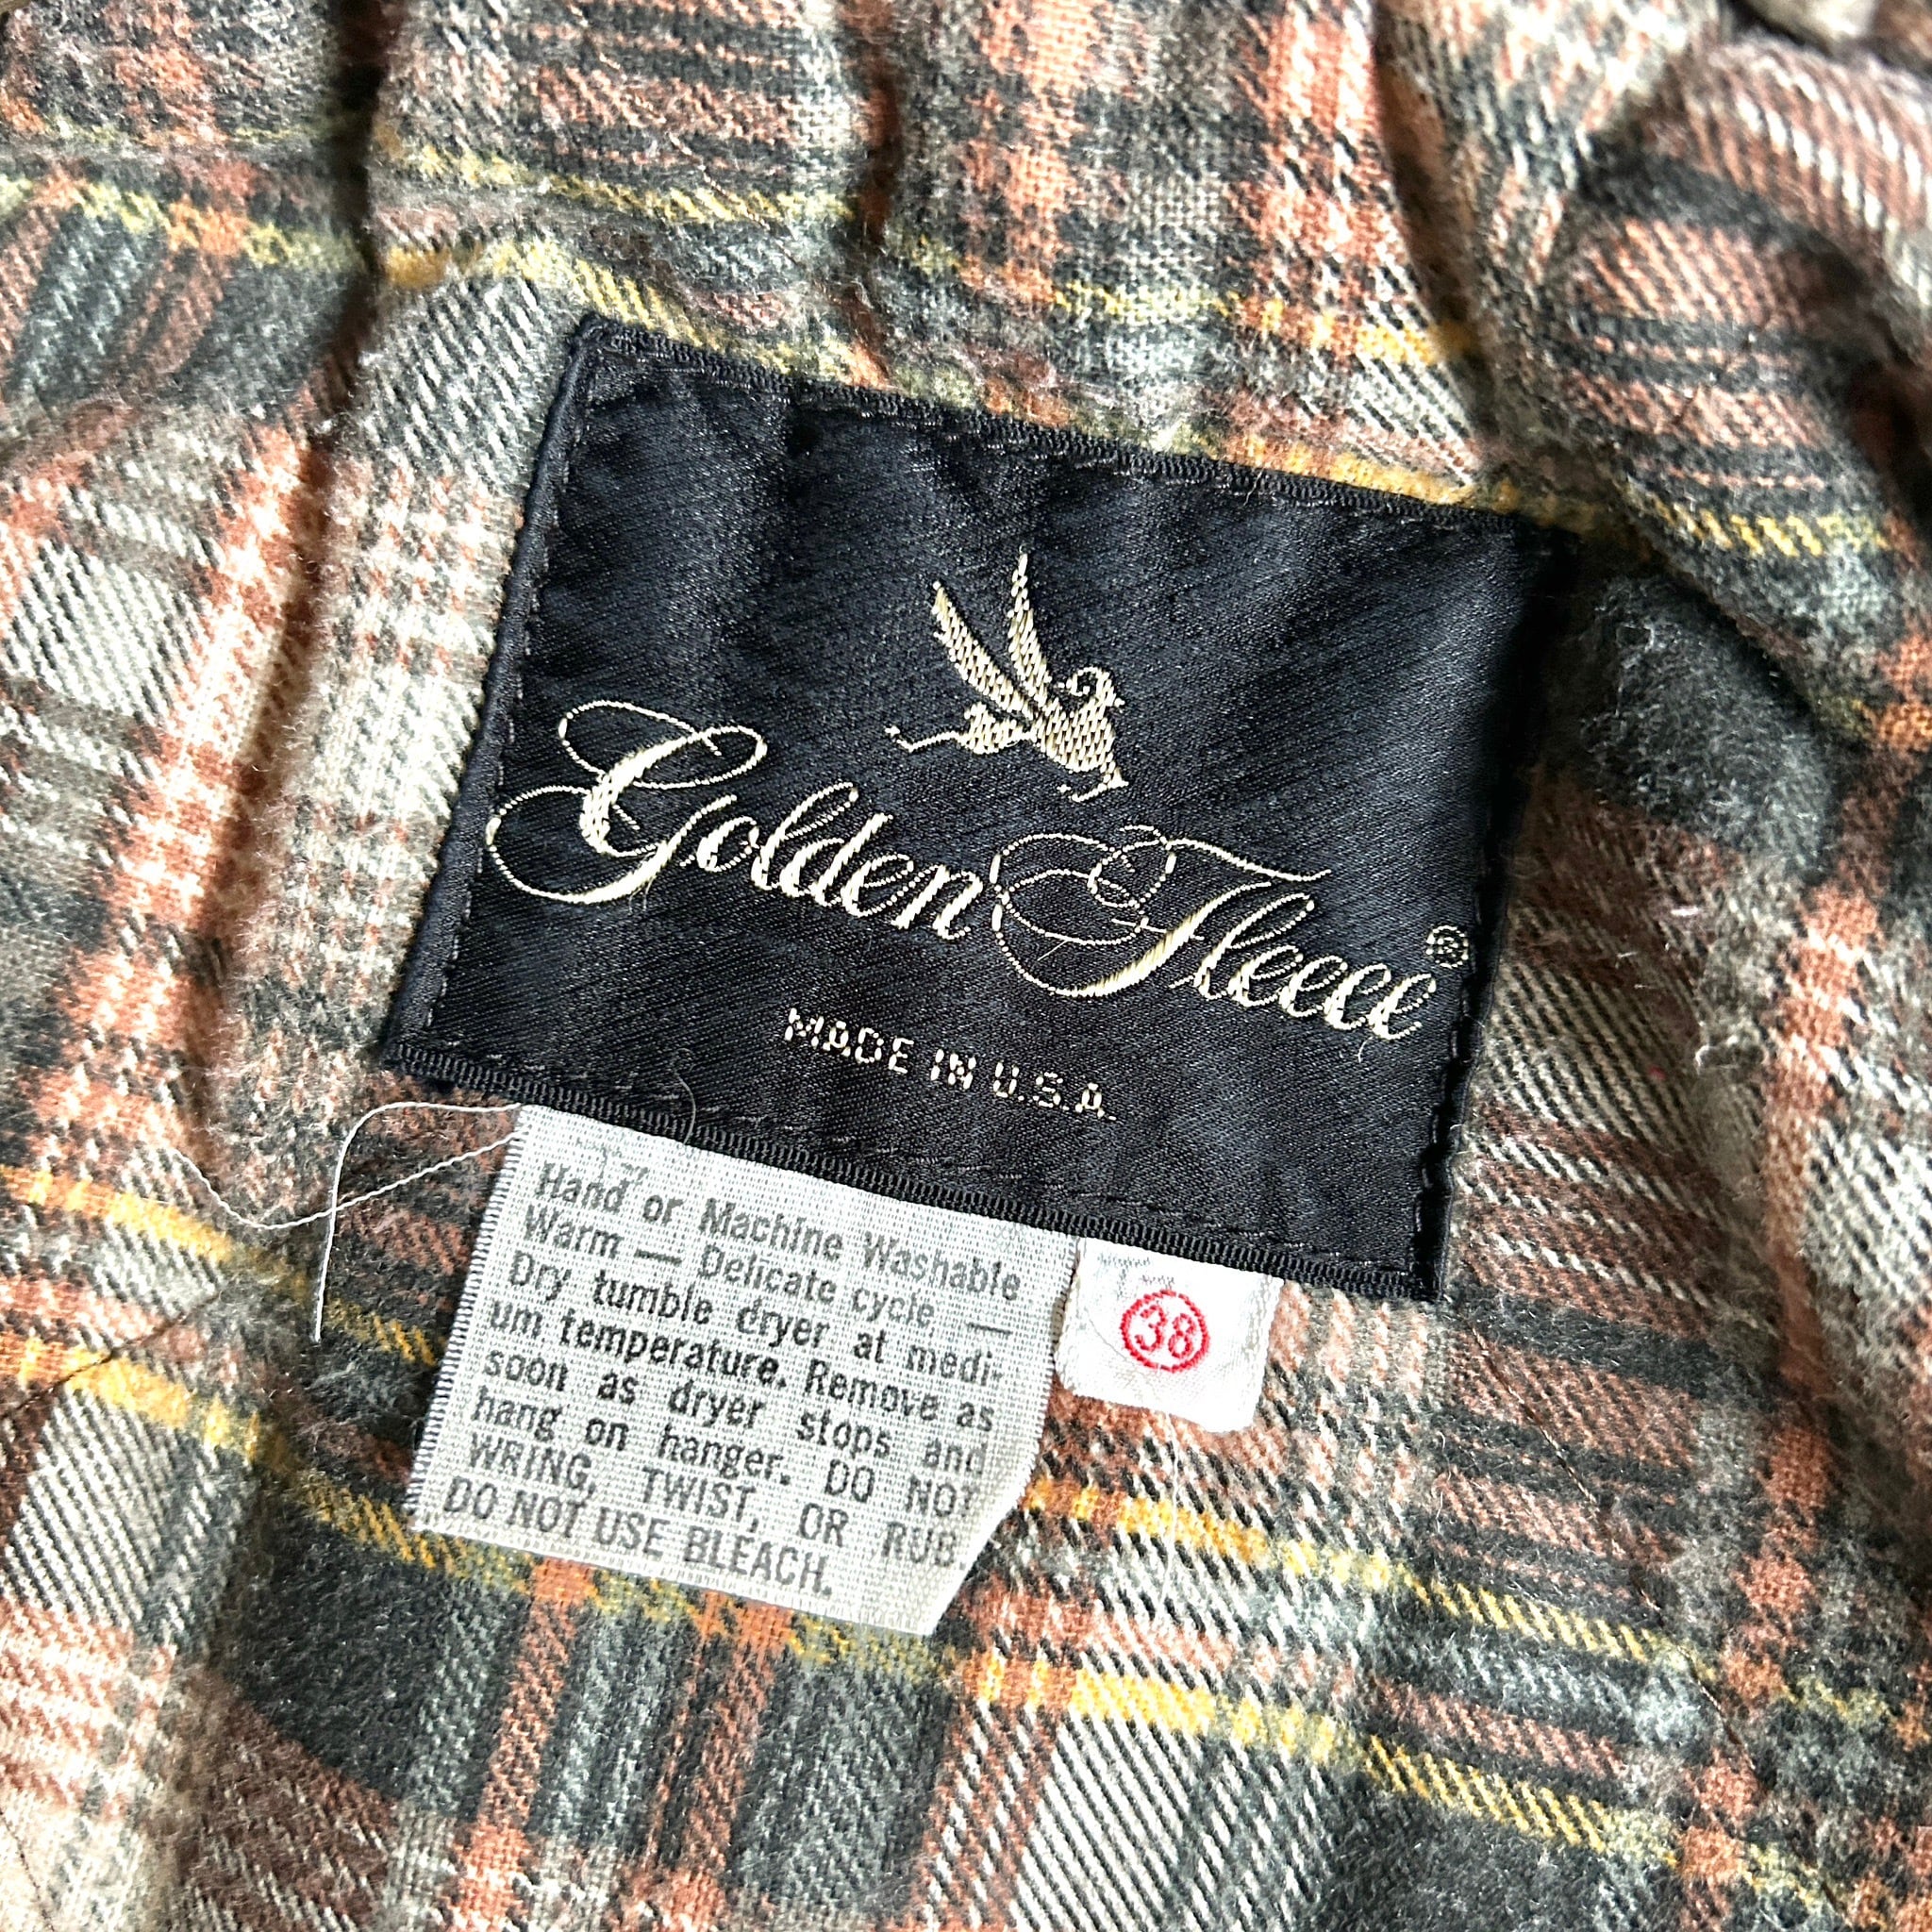 Golden Fleece®
MADE IN U.S.A.
Hand or Machine Washable
Warm — Delicate cycle —
Dry tumble dryer at medi-
um temperature. Remove as
soon as dryer stops and
hang on hanger. DO NOT
WRING, TWIST, OR RUB
DO NOT USE BLEACH.
38